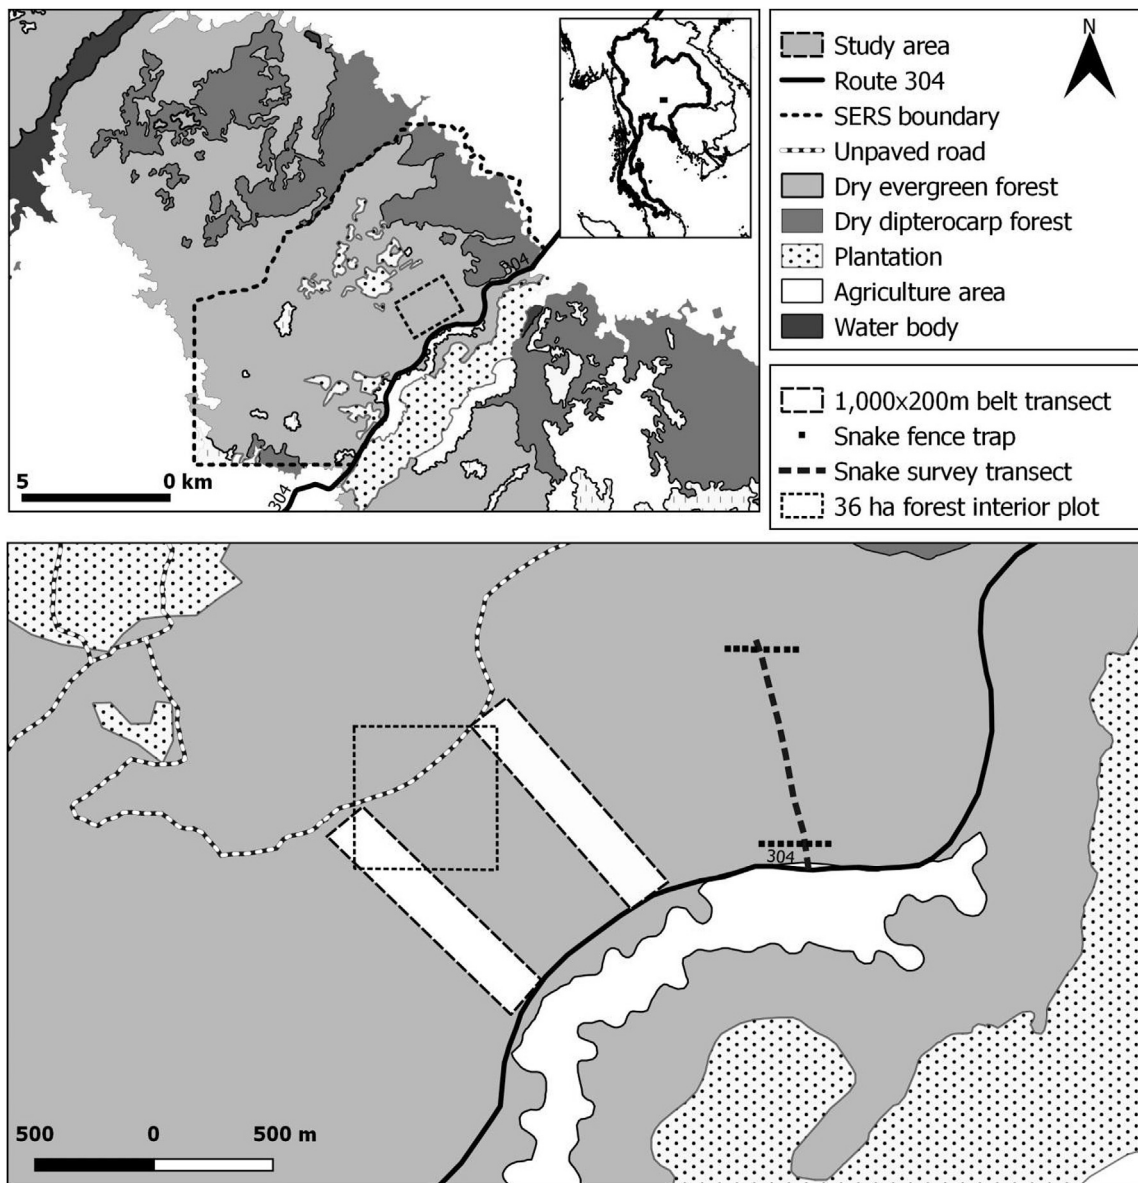 304
5 0 km
304
N
Study area
Route 304
SERS boundary
Unpaved road
Dry evergreen forest
Dry dipterocarp forest
Plantation
Agriculture area
Water body
1,000×200m belt transect
Snake fence trap
Snake survey transect
36 ha forest interior plot
304
500 0 500 m